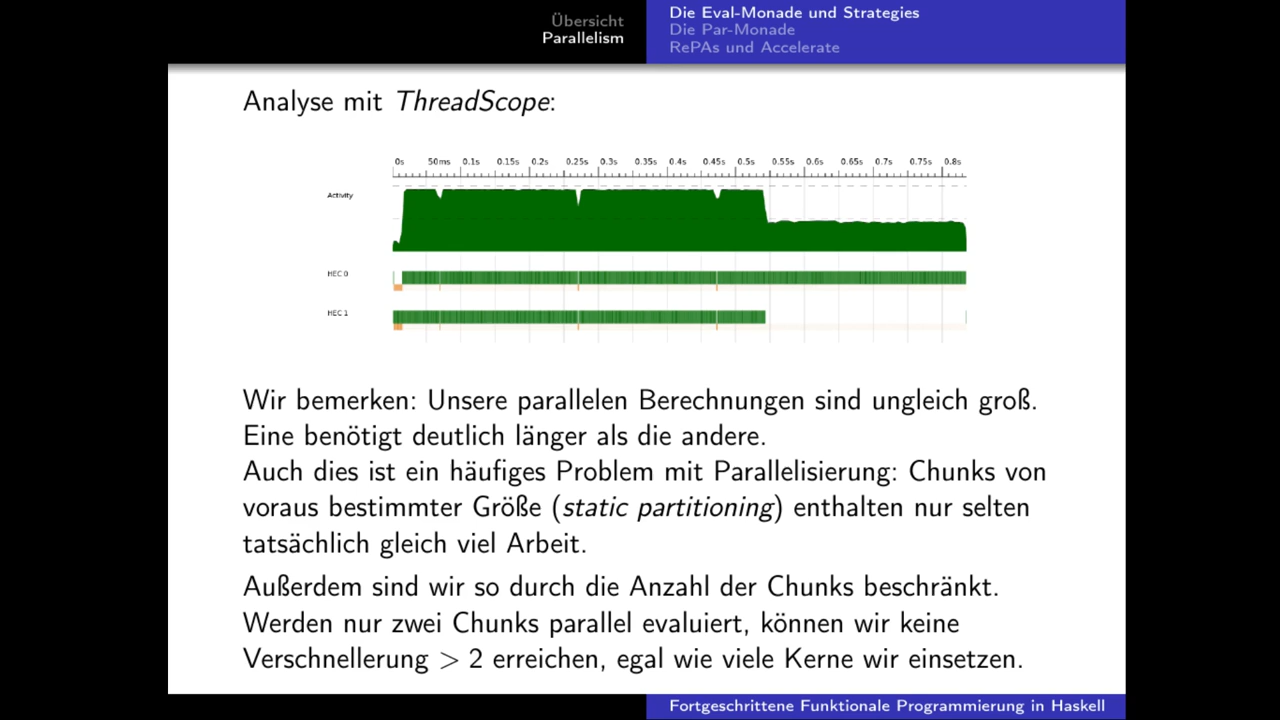 Übersicht
Parallelism
Die Eval-Monade und Strategies
Die Par-Monade
RePAs und Accelerate
Analyse mit ThreadScope:
0s 50ms 0.1s 0.15s 0.2s 0.25s 0.3s 0.35s 0.4s 0.45s 0.5s 0.55s 0.6s 0.65s 0.7s 0.75s 0.8s
Activity
HEC 0
HEC 1
Wir bemerken: Unsere parallelen Berechnungen sind ungleich groß.
Eine benötigt deutlich länger als die andere.
Auch dies ist ein häufiges Problem mit Parallelisierung: Chunks von
voraus bestimmter Größe (static partitioning) enthalten nur selten
tatsächlich gleich viel Arbeit.
Außerdem sind wir so durch die Anzahl der Chunks beschränkt.
Werden nur zwei Chunks parallel evaluiert, können wir keine
Verschnellerung > 2 erreichen, egal wie viele Kerne wir einsetzen.
Fortgeschrittene Funktionale Programmierung in Haskell